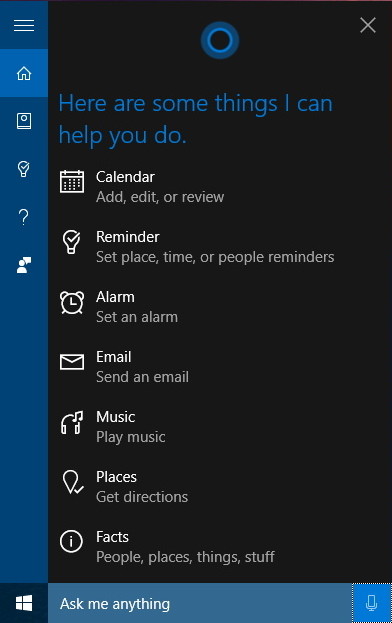 Here are some things I can
help you do.
Calendar
Add, edit, or review
Reminder
Set place, time, or people reminders
Alarm
Set an alarm
Email
Send an email
Music
Play music
Places
Get directions
Facts
People, places, things, stuff
Ask me anything